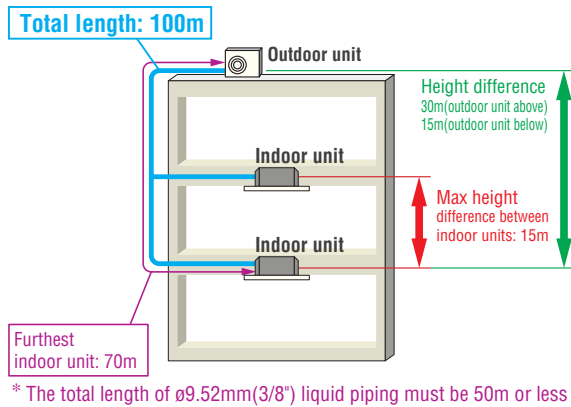 Total length: 100m
Outdoor unit
Height difference
30m(outdoor unit above)
15m(outdoor unit below)
Indoor unit
Max height
difference between
indoor units: 15m
Indoor unit
Furthest
indoor unit: 70m
* The total length of ø9.52mm(3/8") liquid piping must be 50m or less